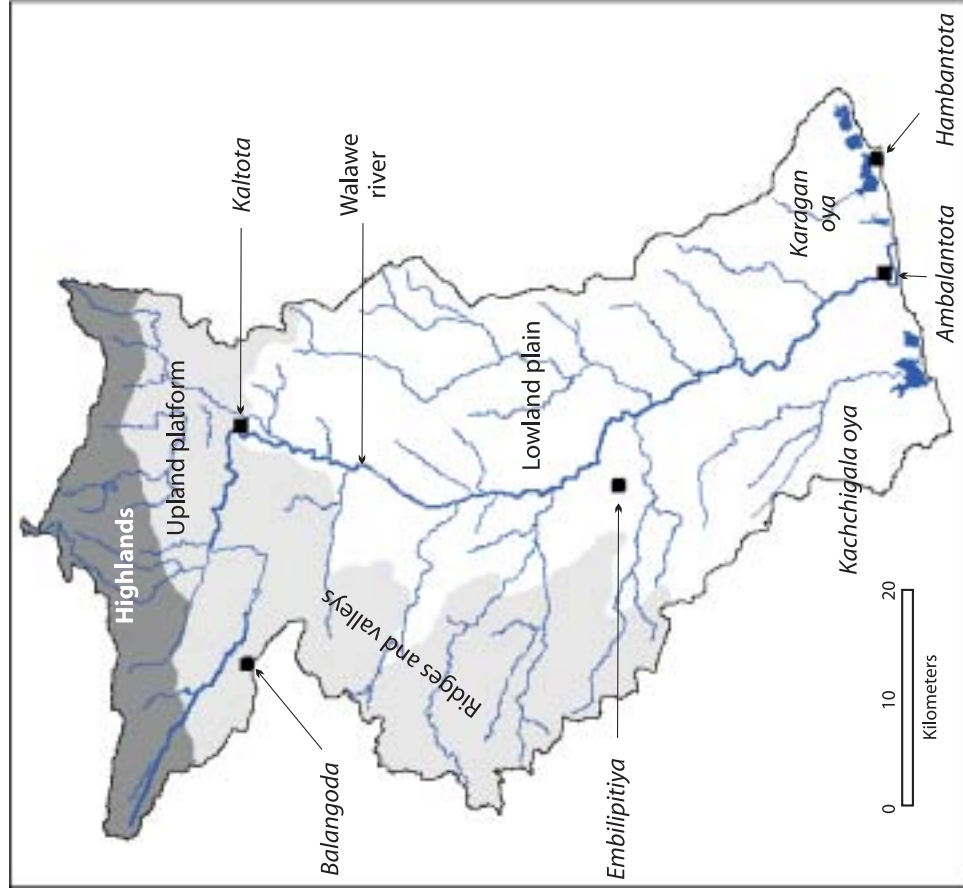 Kaltota
Walawe
river
Hambantota
Highlands
Upland platform
Karagan
oya
Ambalantota
Lowland plain
Ridges and valleys
Kachchigala oya
Balangoda
Embilipitiya
0 10 20
Kilometers